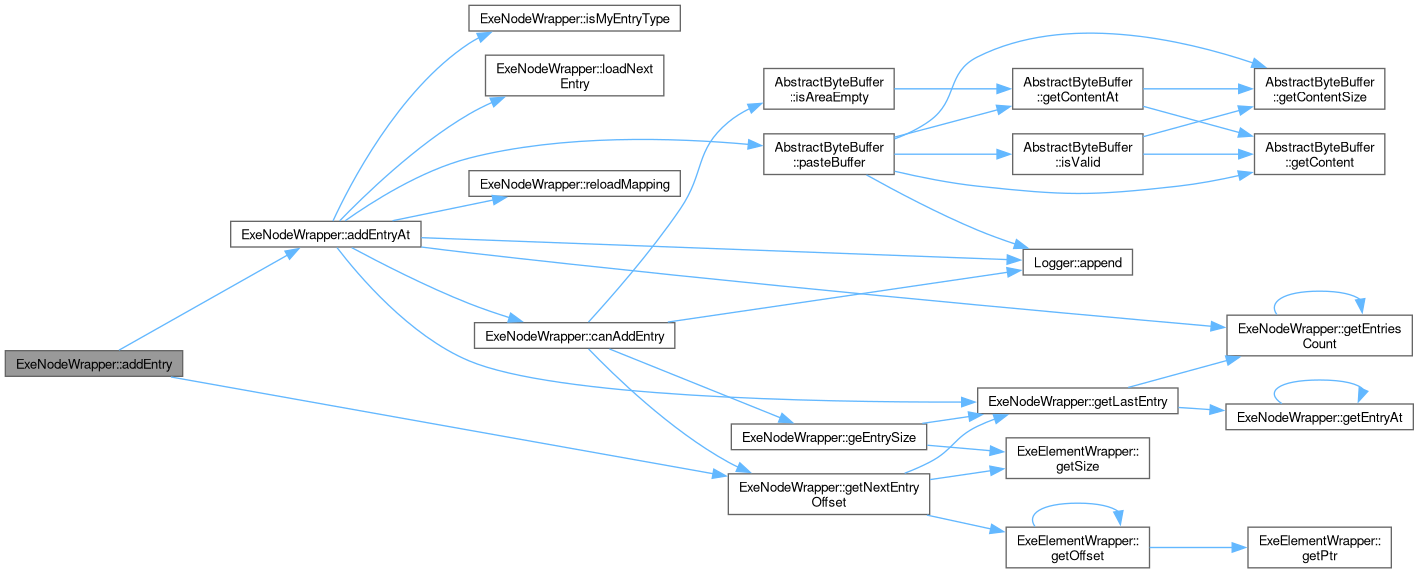 ExeNodeWrapper::isMyEntryType
ExeNodeWrapper::loadNext
Entry
AbstractByteBuffer
::isAreaEmpty
AbstractByteBuffer
::getContentAt
AbstractByteBuffer
::getContentSize
AbstractByteBuffer
::pasteBuffer
AbstractByteBuffer
::isValid
AbstractByteBuffer
::getContent
ExeNodeWrapper::reloadMapping
ExeNodeWrapper::addEntryAt
Logger::append
ExeNodeWrapper::canAddEntry
ExeNodeWrapper::getEntries
Count
ExeNodeWrapper::addEntry
ExeNodeWrapper::getLastEntry
ExeNodeWrapper::getEntryAt
ExeNodeWrapper::geEntrySize
ExeElementWrapper::
getSize
ExeNodeWrapper::getNextEntry
Offset
ExeElementWrapper::
getOffset
ExeElementWrapper::
getPtr